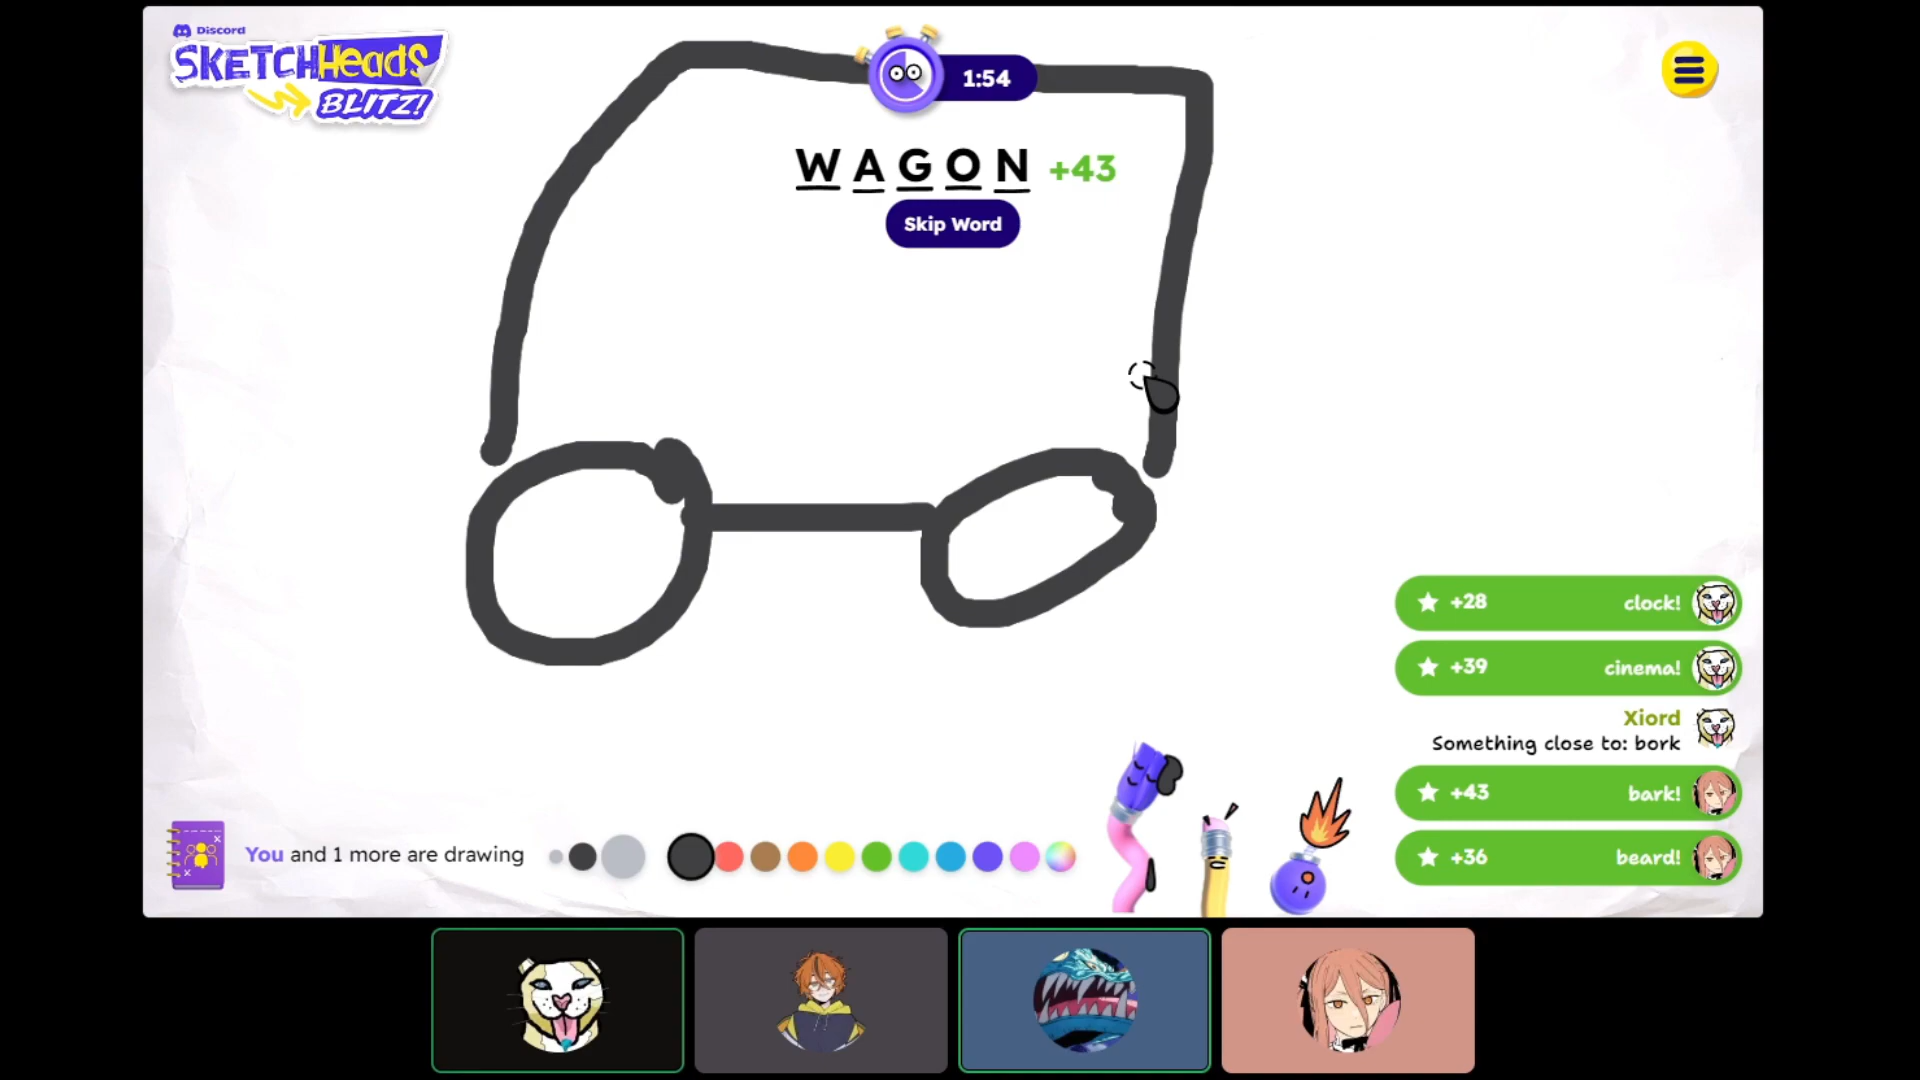 Discord
SKETCHHeadS
BLITZ!
1:54
WAGON +43
Skip Word
+28 clock!
+39 cinema!
Xiord
Something close to: bork
+43 bark!
+36 beard!
You and 1 more are drawing